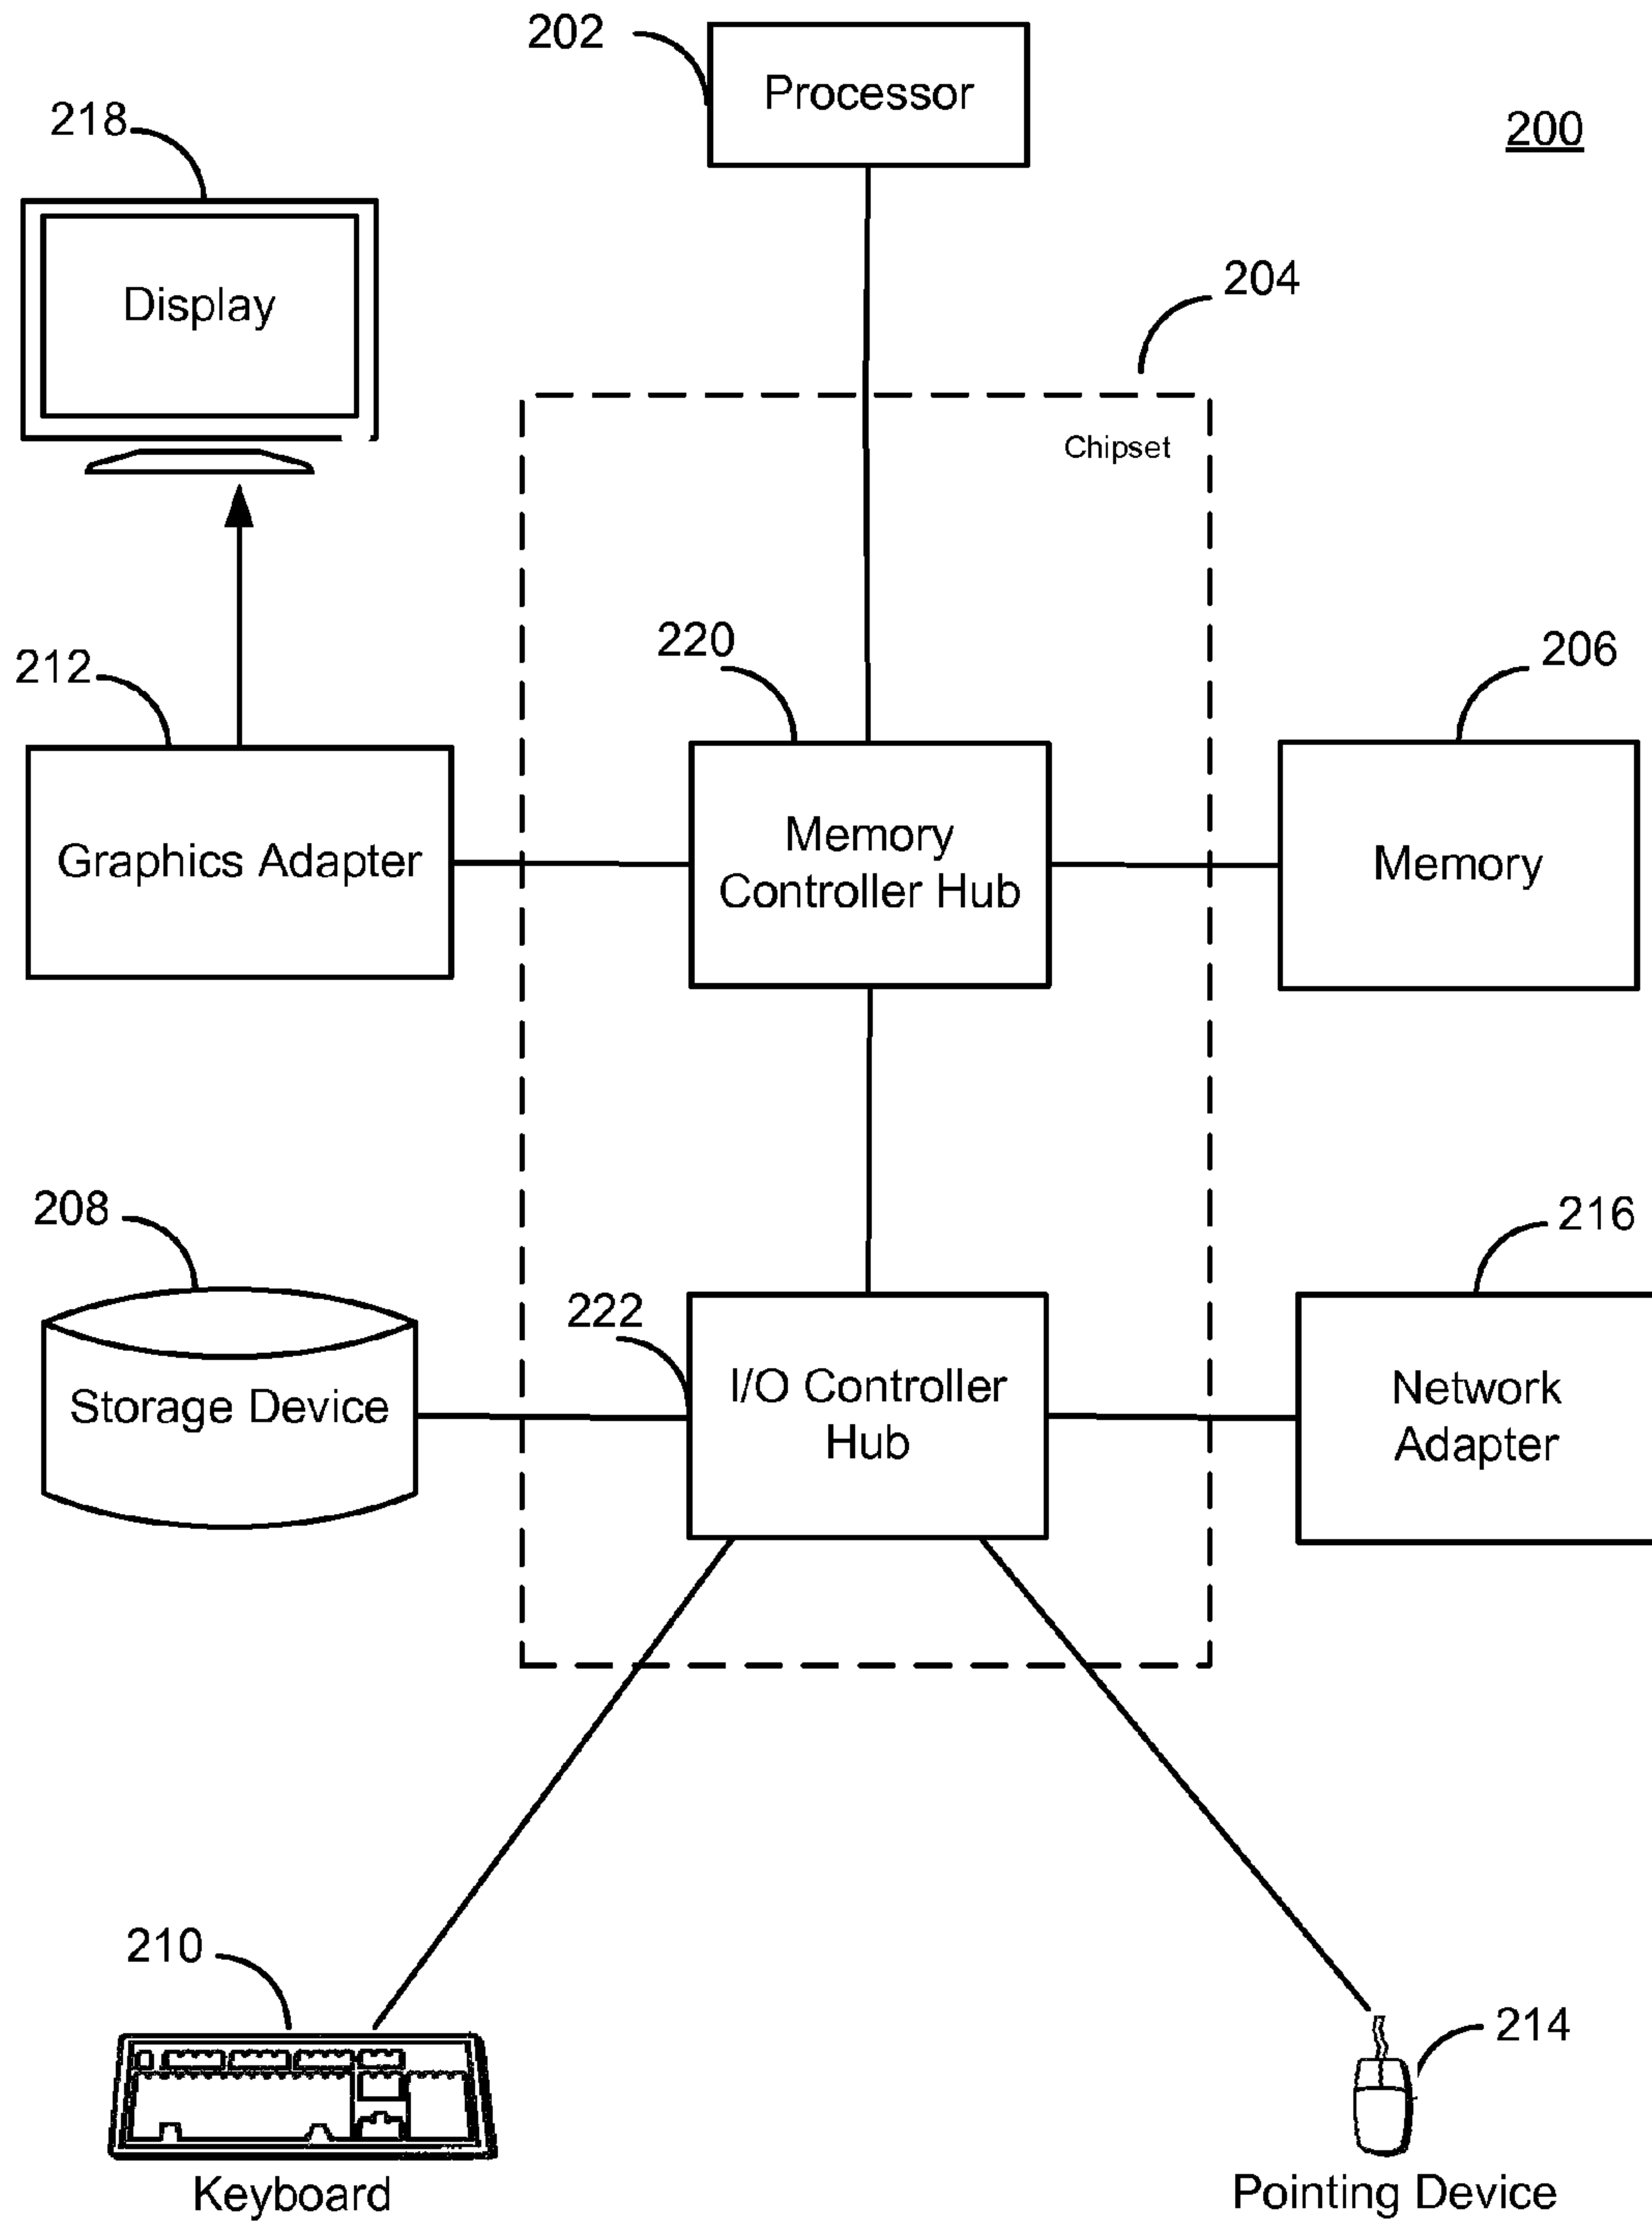 202
Processor
200
218
Display
204
Chipset
220
206
212
Memory
Controller Hub
Graphics Adapter
Memory
208
216
222
I/O Controller
Hub
Storage Device
Network
Adapter
210
214
Keyboard
Pointing Device